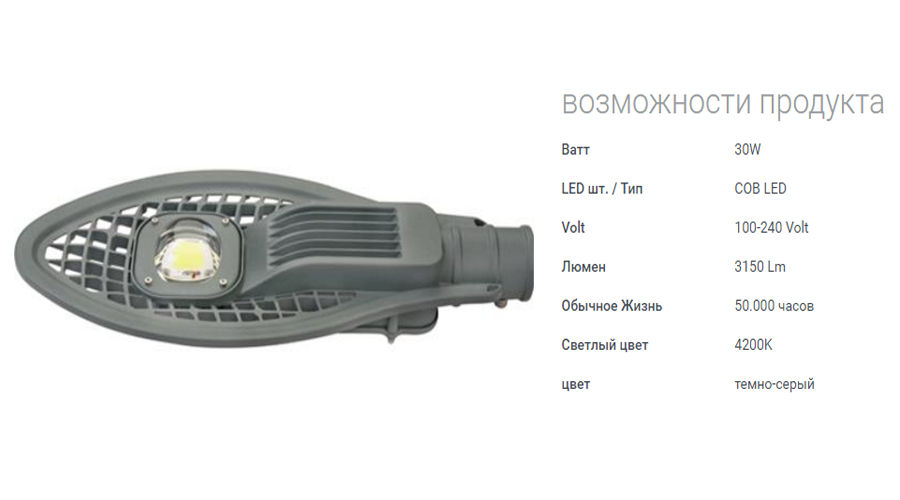 возможности продукта
Ватт 30W
LED шт. / Тип COB LED
Volt 100-240 Volt
Люмен 3150 Lm
Обычное Жизнь 50.000 часов
Светлый цвет 4200K
цвет темно-серый